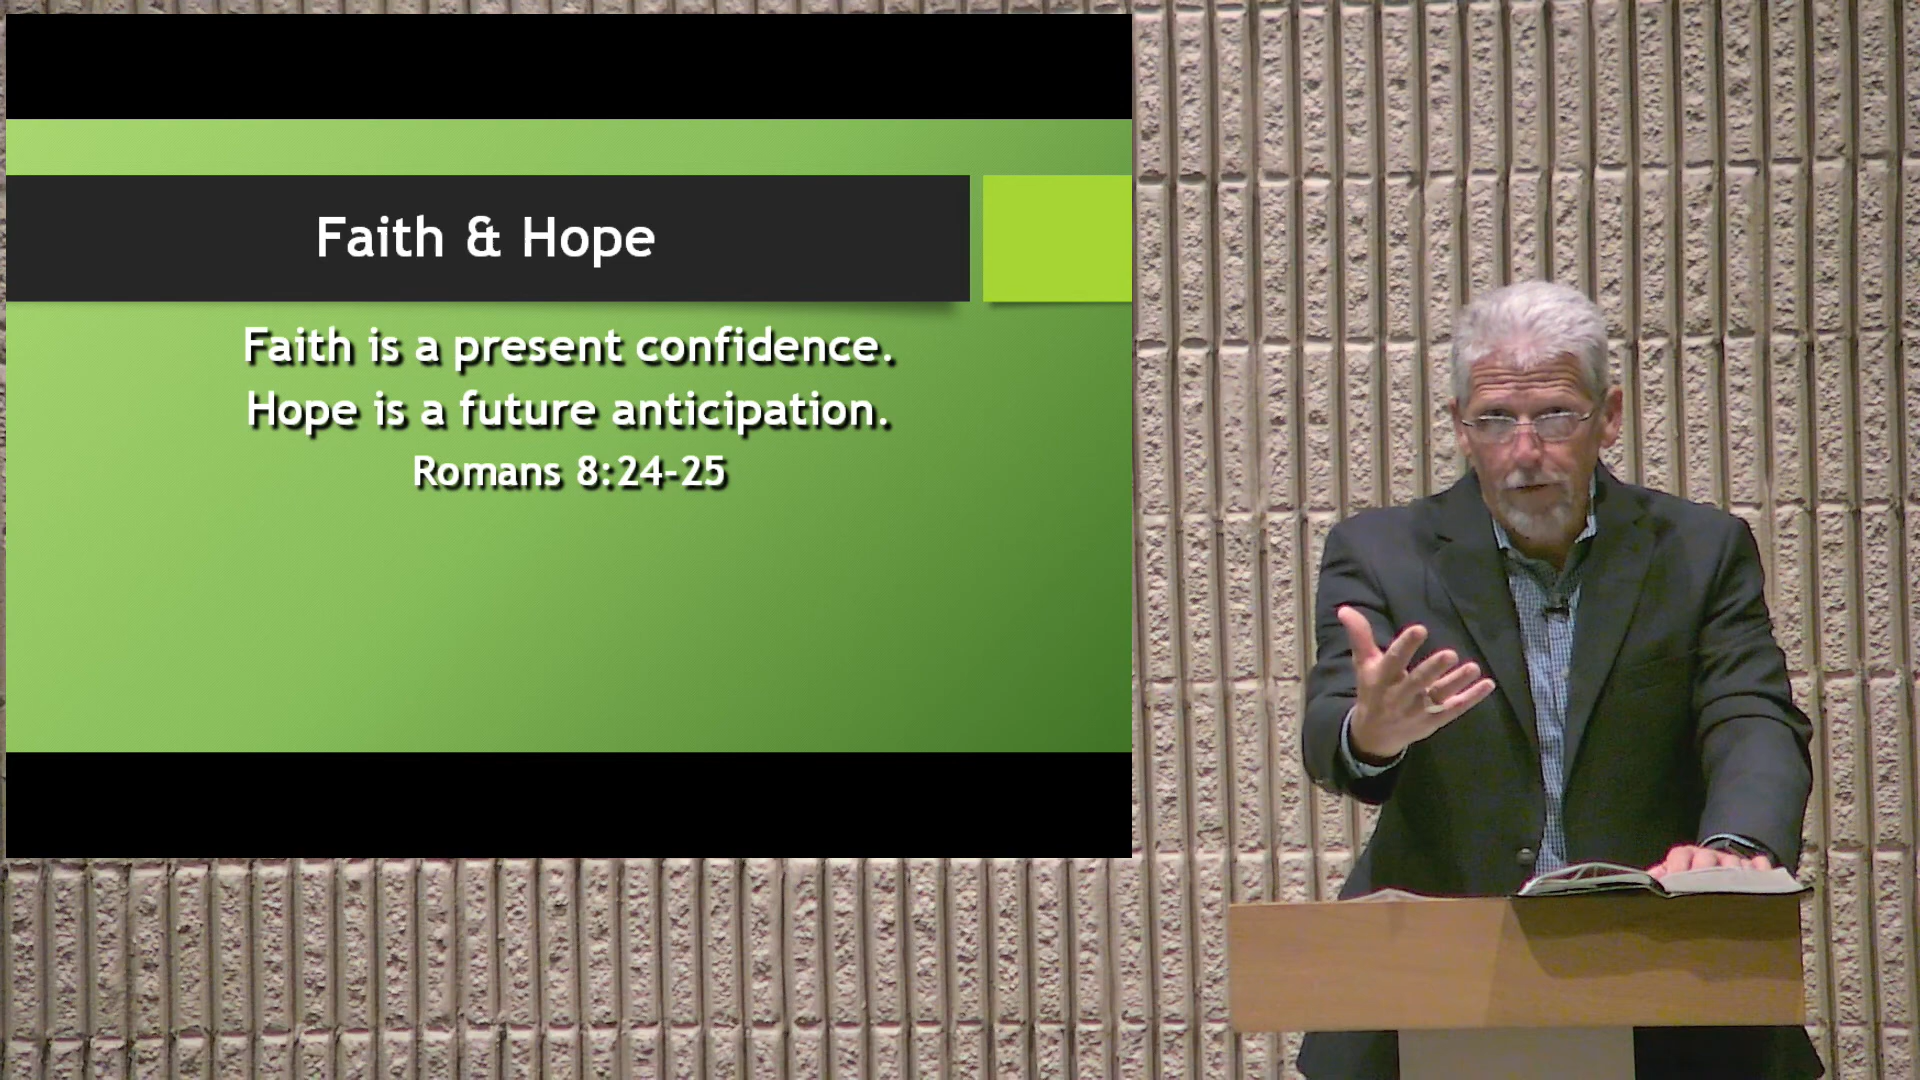 Faith & Hope
Faith is a present confidence.
Hope is a future anticipation.
Romans 8:24-25